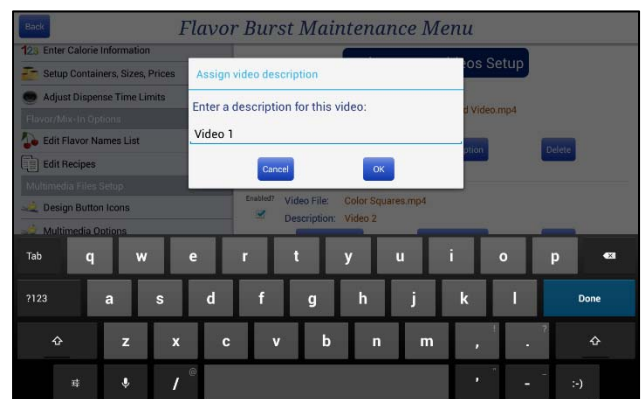 Back
Flavor Burst Maintenance Menu
123 Enter Calorie Information
Setup Containers, Sizes, Prices
Adjust Dispense Time Limits
Flavor/Mix-In Options
Edit Flavor Names List
Edit Recipes
Multimedia Files Setup
Design Button Icons
Multimedia Options
eos Setup
Assign video description
Enter a description for this video:
Video 1
Cancel
OK
d Video.mp4
ption
Delete
Enabled?
Video File: Color Squares.mp4
Description: Video 2
Tab q w e r t y u i o p
?123 a s d f g h j k l Done
z x c v b n m , ! . ?
/ @ ' " - _ :-)